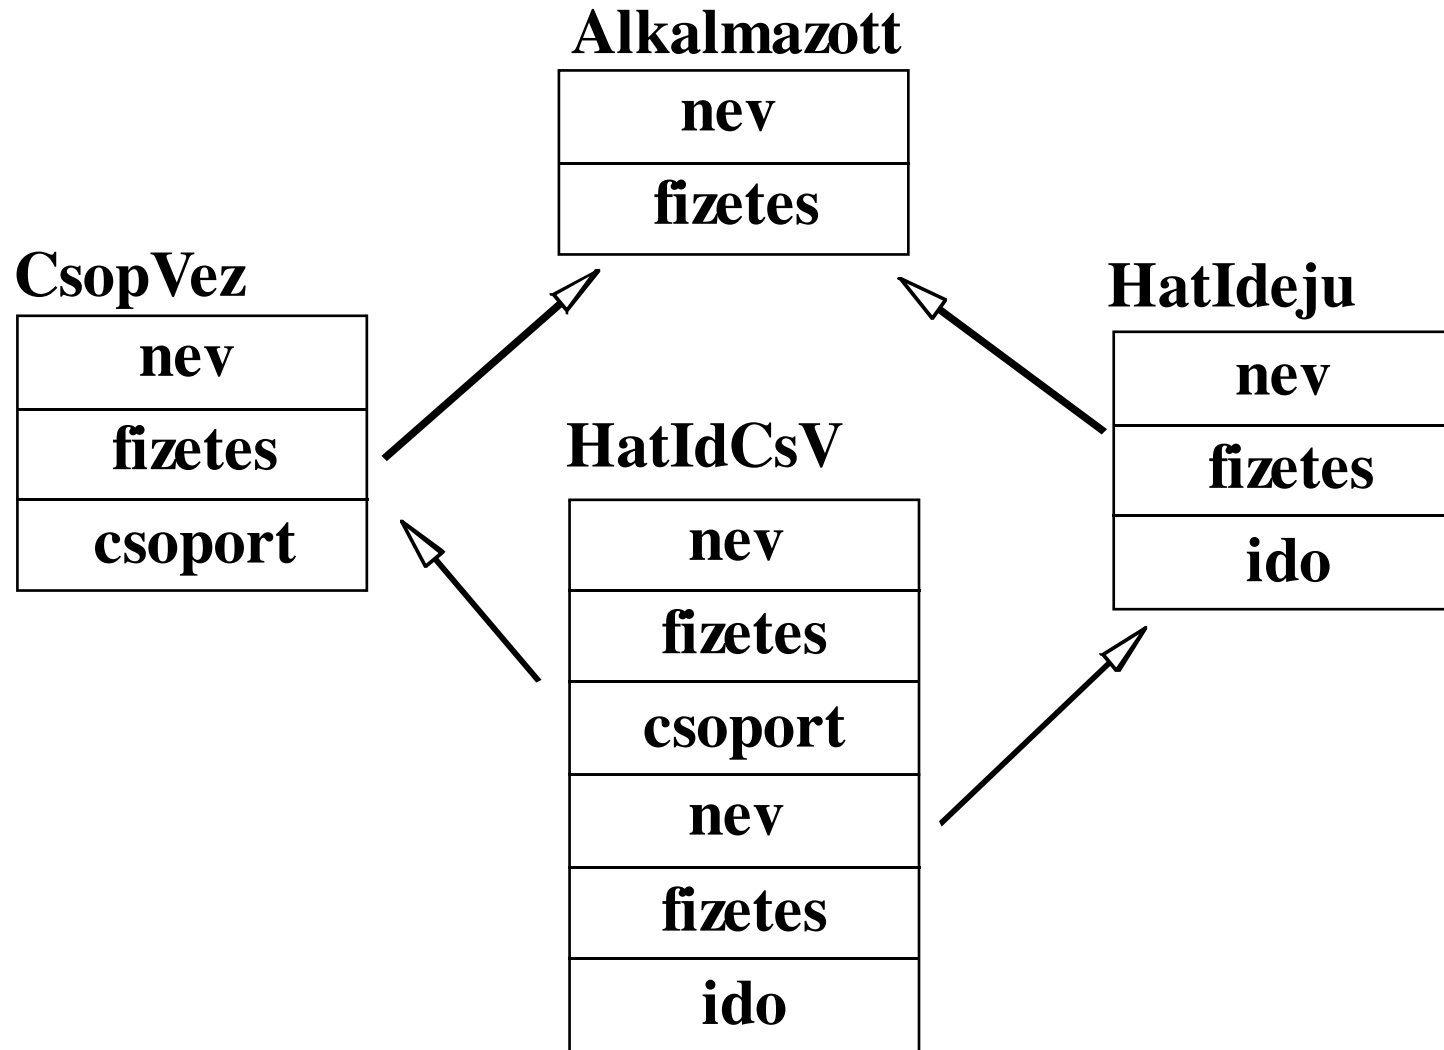 Alkalmazott
nev
fizetes
CsopVez
nev
fizetes
csoport
HatIdeju
nev
fizetes
ido
HatIdCsV
nev
fizetes
csoport
nev
fizetes
ido